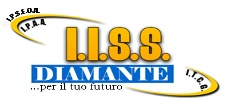 I.P.S.E.O.A.
I.P.A.A.
I.I.S.S.
DIAMANTE
I.T.C.G.
...per il tuo futuro